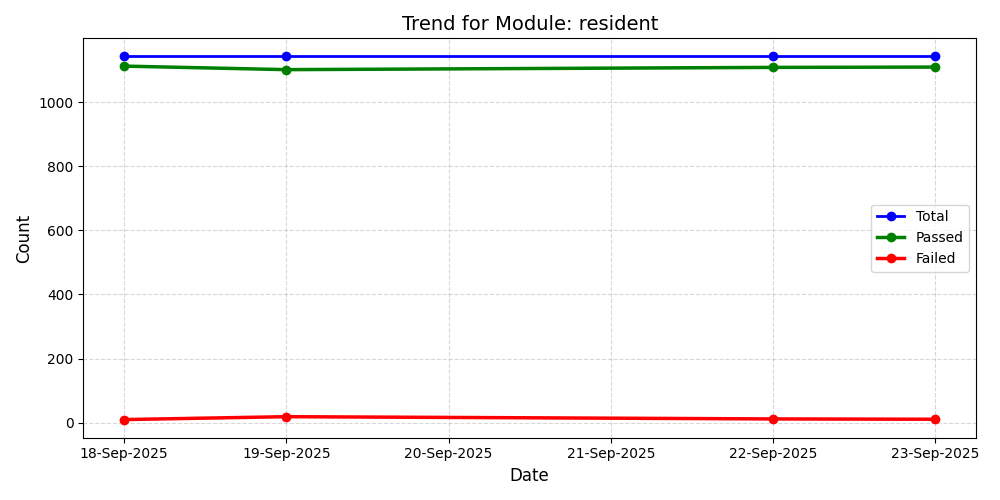 Trend for Module: resident
1000
800
600
400
200
0
Count
Total
Passed
Failed
18-Sep-2025
19-Sep-2025
20-Sep-2025
21-Sep-2025
22-Sep-2025
23-Sep-2025
Date